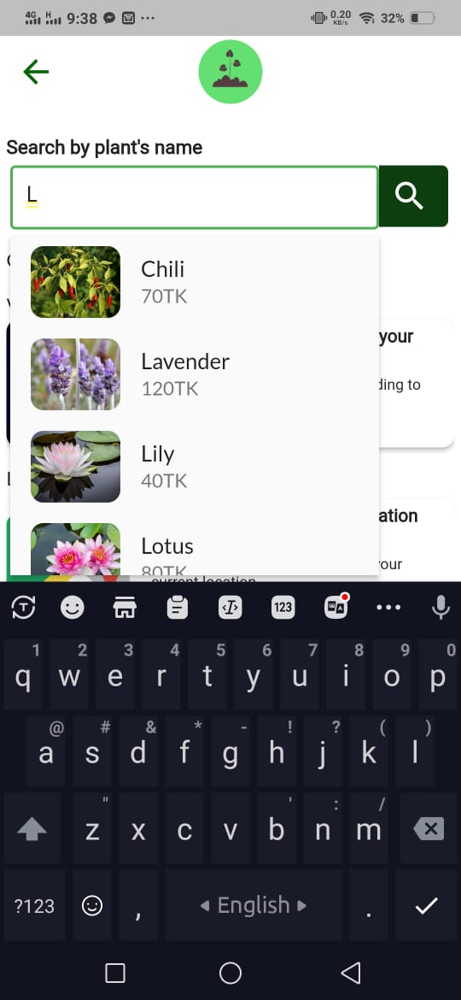 4G H 9:38 0.20 KB/s 32%
Search by plant's name
L
Chili
70TK
your
Lavender
120TK
ding to
Lily
40TK
ation
Lotus
your
80TK
current location
123
1 2 3 4 5 6 7 8 9 0
q w e r t y u i o p
@ # & * - ! ? ( )
a s d f g h j k l
" ' : /
z x c v b n m
?123 , English .